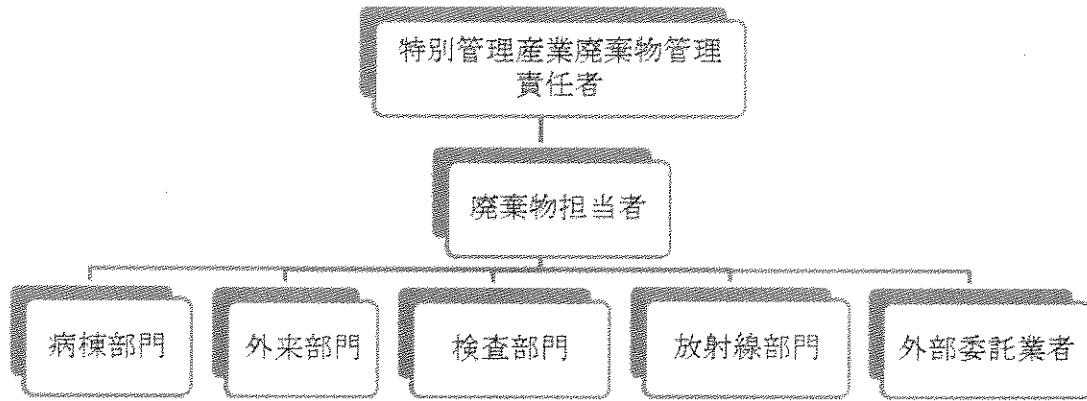 特別管理産業廃棄物管理
責任者
廃棄物担当者
病棟部門
外来部門
検査部門
放射線部門
外部委託業者